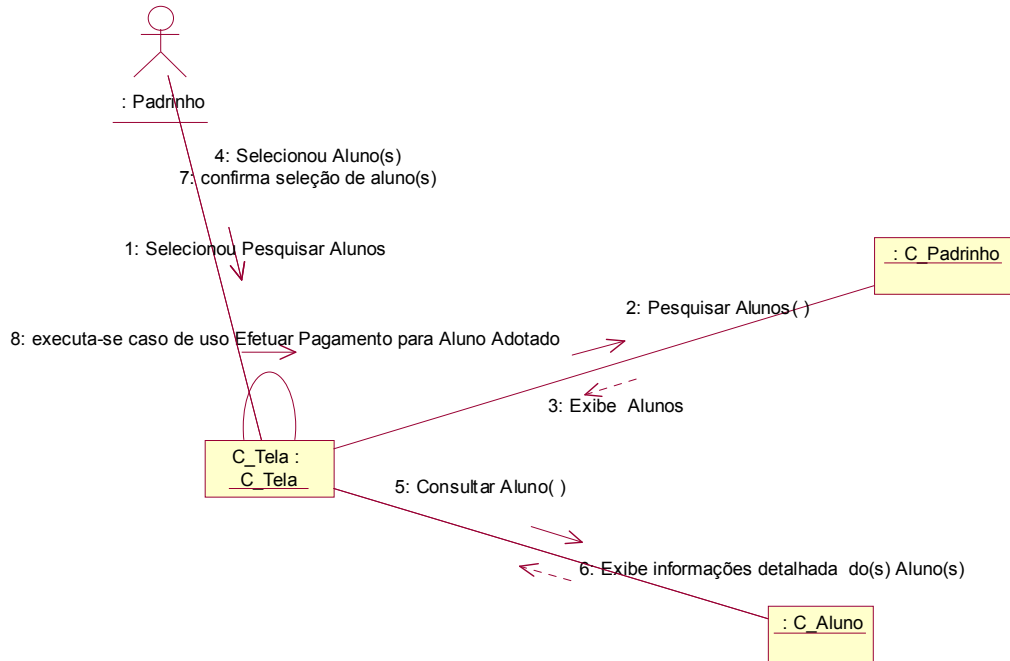 : Padrinho
4: Selecionou Aluno(s)
7: confirma seleção de aluno(s)
1: Selecionou Pesquisar Alunos
: C_Padrinho
2: Pesquisar Alunos( )
8: executa-se caso de uso Efetuar Pagamento para Aluno Adotado
3: Exibe Alunos
C_Tela :
C_Tela
5: Consultar Aluno( )
6: Exibe informações detalhada do(s) Aluno(s)
: C_Aluno